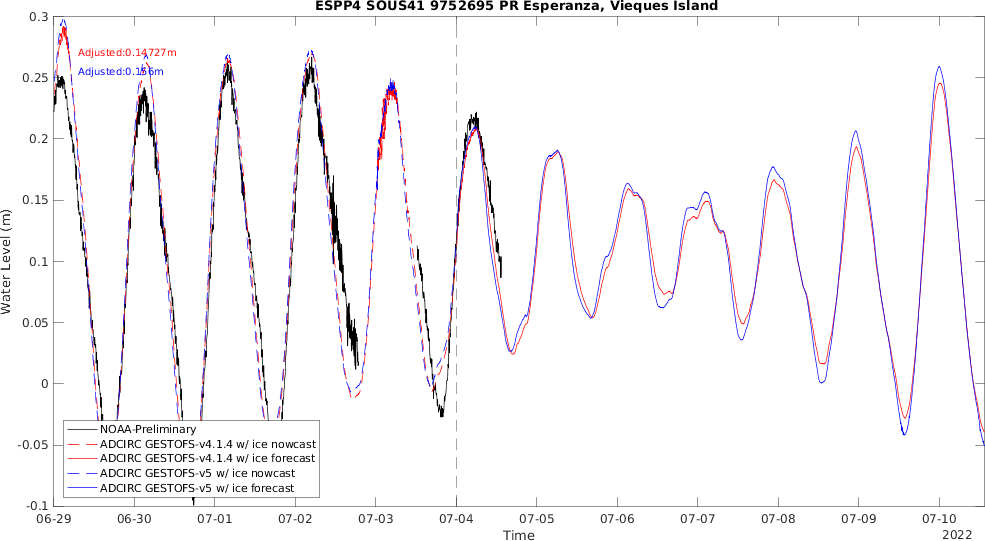 ESPP4 SOUS41 9752695 PR Esperanza, Vieques Island
0.3
0.25
0.2
0.15
0.1
0.05
0
-0.05
-0.1
Water Level (m)
Adjusted:0.14727m
Adjusted:0.156m
NOAA-Preliminary
ADCIRC GESTOFS-v4.1.4 w/ ice nowcast
ADCIRC GESTOFS-v4.1.4 w/ ice forecast
ADCIRC GESTOFS-v5 w/ ice nowcast
ADCIRC GESTOFS-v5 w/ ice forecast
06-29 06-30 07-01 07-02 07-03 07-04 07-05 07-06 07-07 07-08 07-09 07-10
Time
2022